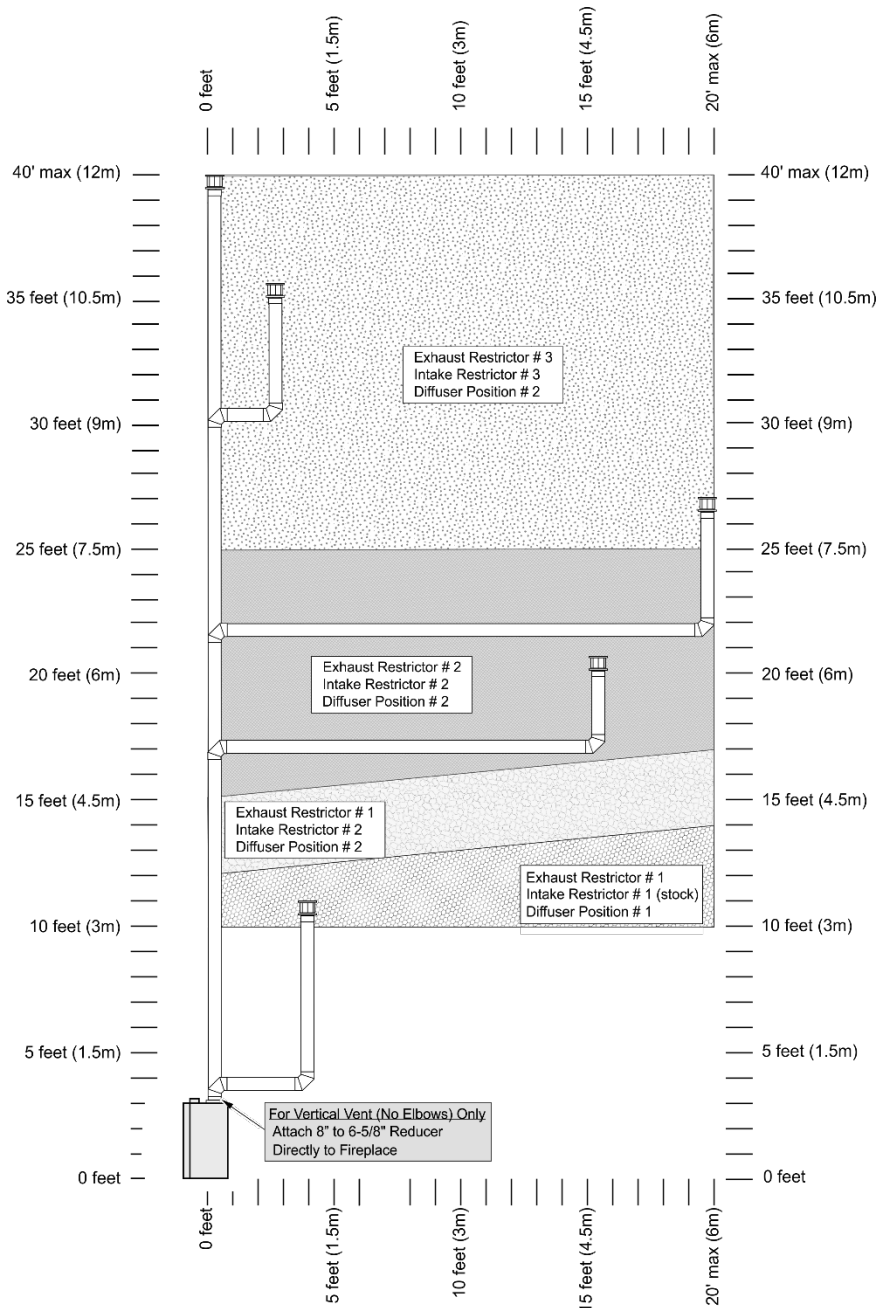 0 feet
5 feet (1.5m)
10 feet (3m)
15 feet (4.5m)
20' max (6m)
40' max (12m)
40' max (12m)
35 feet (10.5m)
35 feet (10.5m)
Exhaust Restrictor # 3
Intake Restrictor # 3
Diffuser Position # 2
30 feet (9m)
30 feet (9m)
25 feet (7.5m)
25 feet (7.5m)
Exhaust Restrictor # 2
Intake Restrictor # 2
Diffuser Position # 2
20 feet (6m)
20 feet (6m)
15 feet (4.5m)
15 feet (4.5m)
Exhaust Restrictor # 1
Intake Restrictor # 2
Diffuser Position # 2
Exhaust Restrictor # 1
Intake Restrictor # 1 (stock)
Diffuser Position # 1
10 feet (3m)
10 feet (3m)
5 feet (1.5m)
5 feet (1.5m)
For Vertical Vent (No Elbows) Only
Attach 8" to 6-5/8" Reducer
Directly to Fireplace
0 feet
0 feet
0 feet
5 feet (1.5m)
10 feet (3m)
15 feet (4.5m)
20' max (6m)